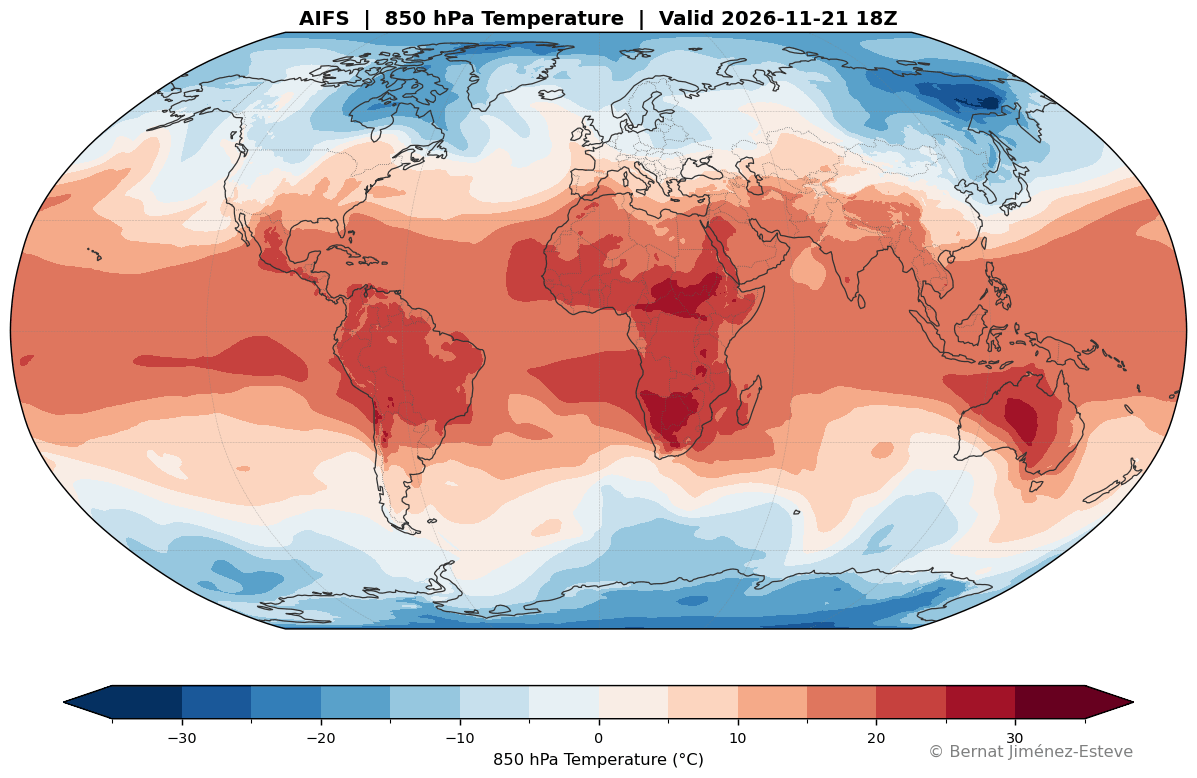 AIFS | 850 hPa Temperature | Valid 2026-11-21 18Z
−30 −20 −10 0 10 20 30
850 hPa Temperature (°C)
© Bernat Jiménez-Esteve